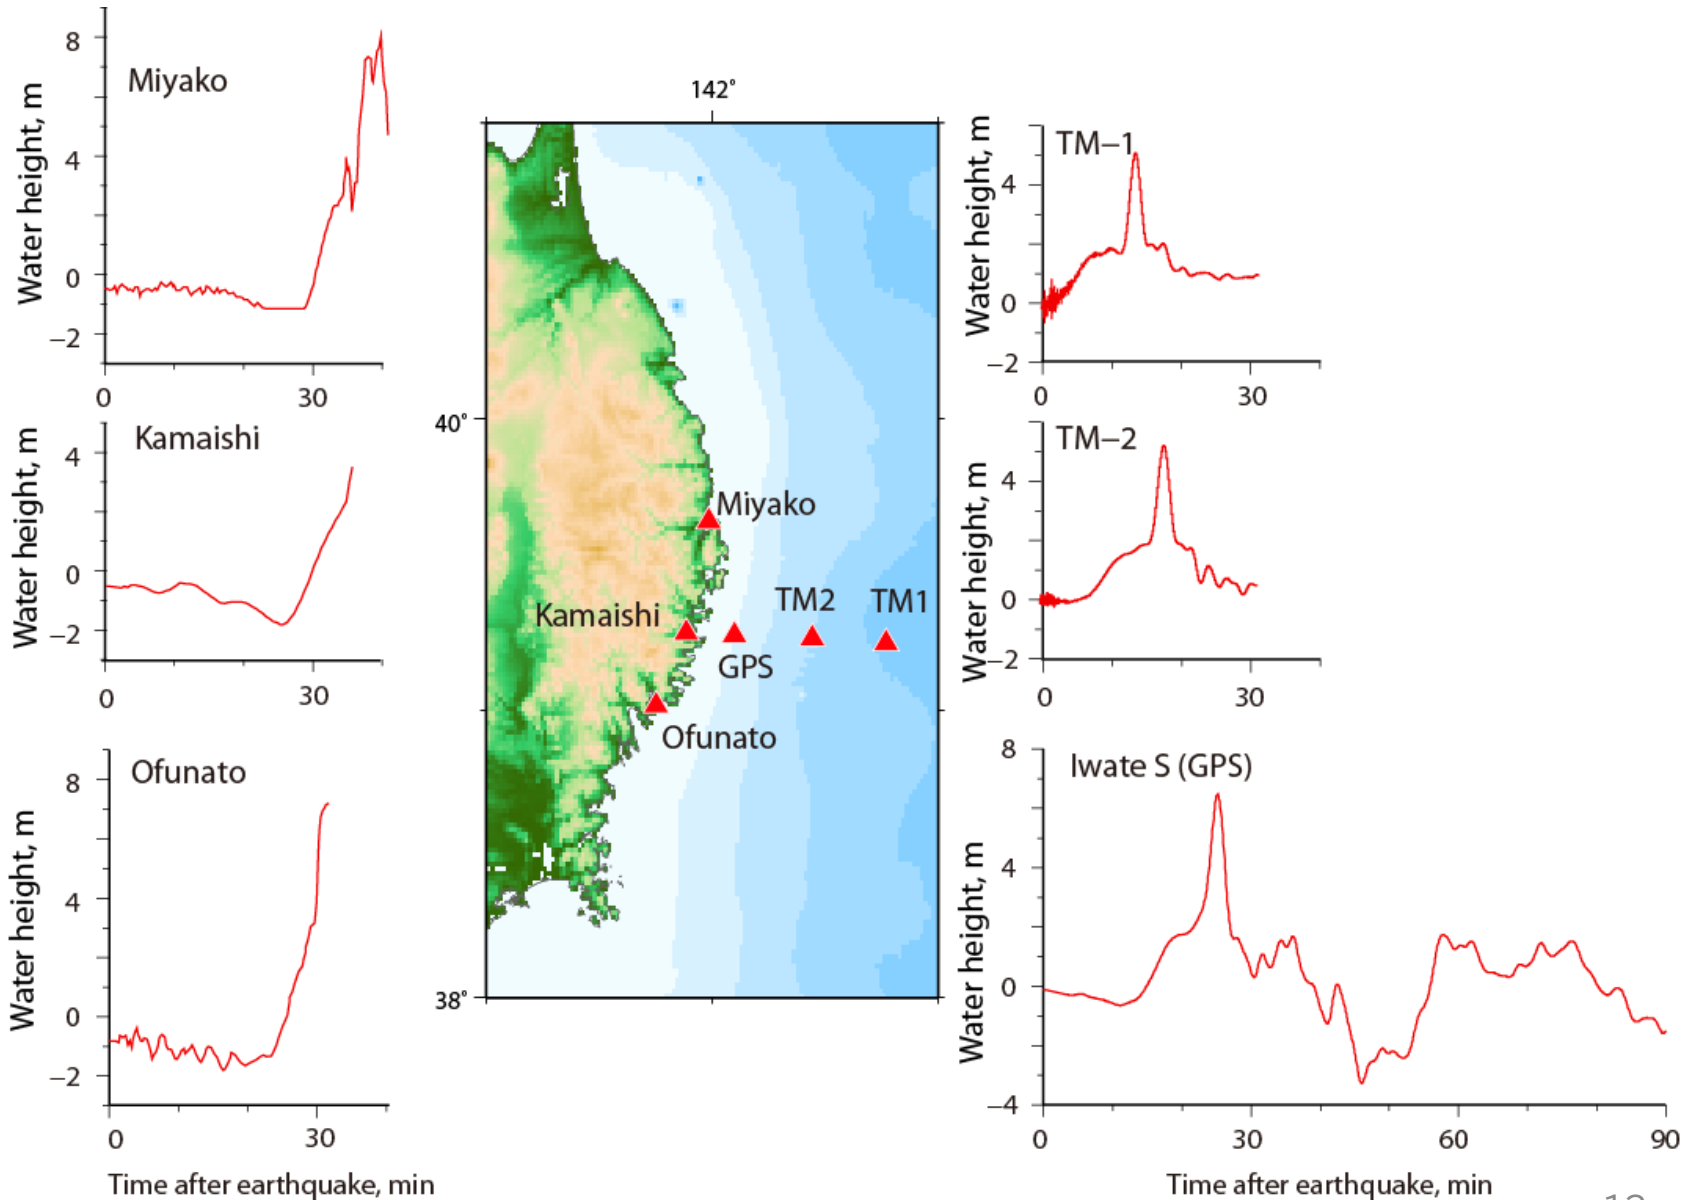 8
4
0
−2
Water height, m
Miyako
0
30
4
0
−2
Water height, m
Kamaishi
0
30
8
4
0
−2
Water height, m
Ofunato
0
30
Time after earthquake, min
142°
40°
38°
Miyako
Kamaishi
TM2
TM1
GPS
Ofunato
4
0
−2
Water height, m
TM−1
0
30
4
0
−2
Water height, m
TM−2
0
30
8
4
0
−4
Water height, m
Iwate S (GPS)
0
30
60
90
Time after earthquake, min